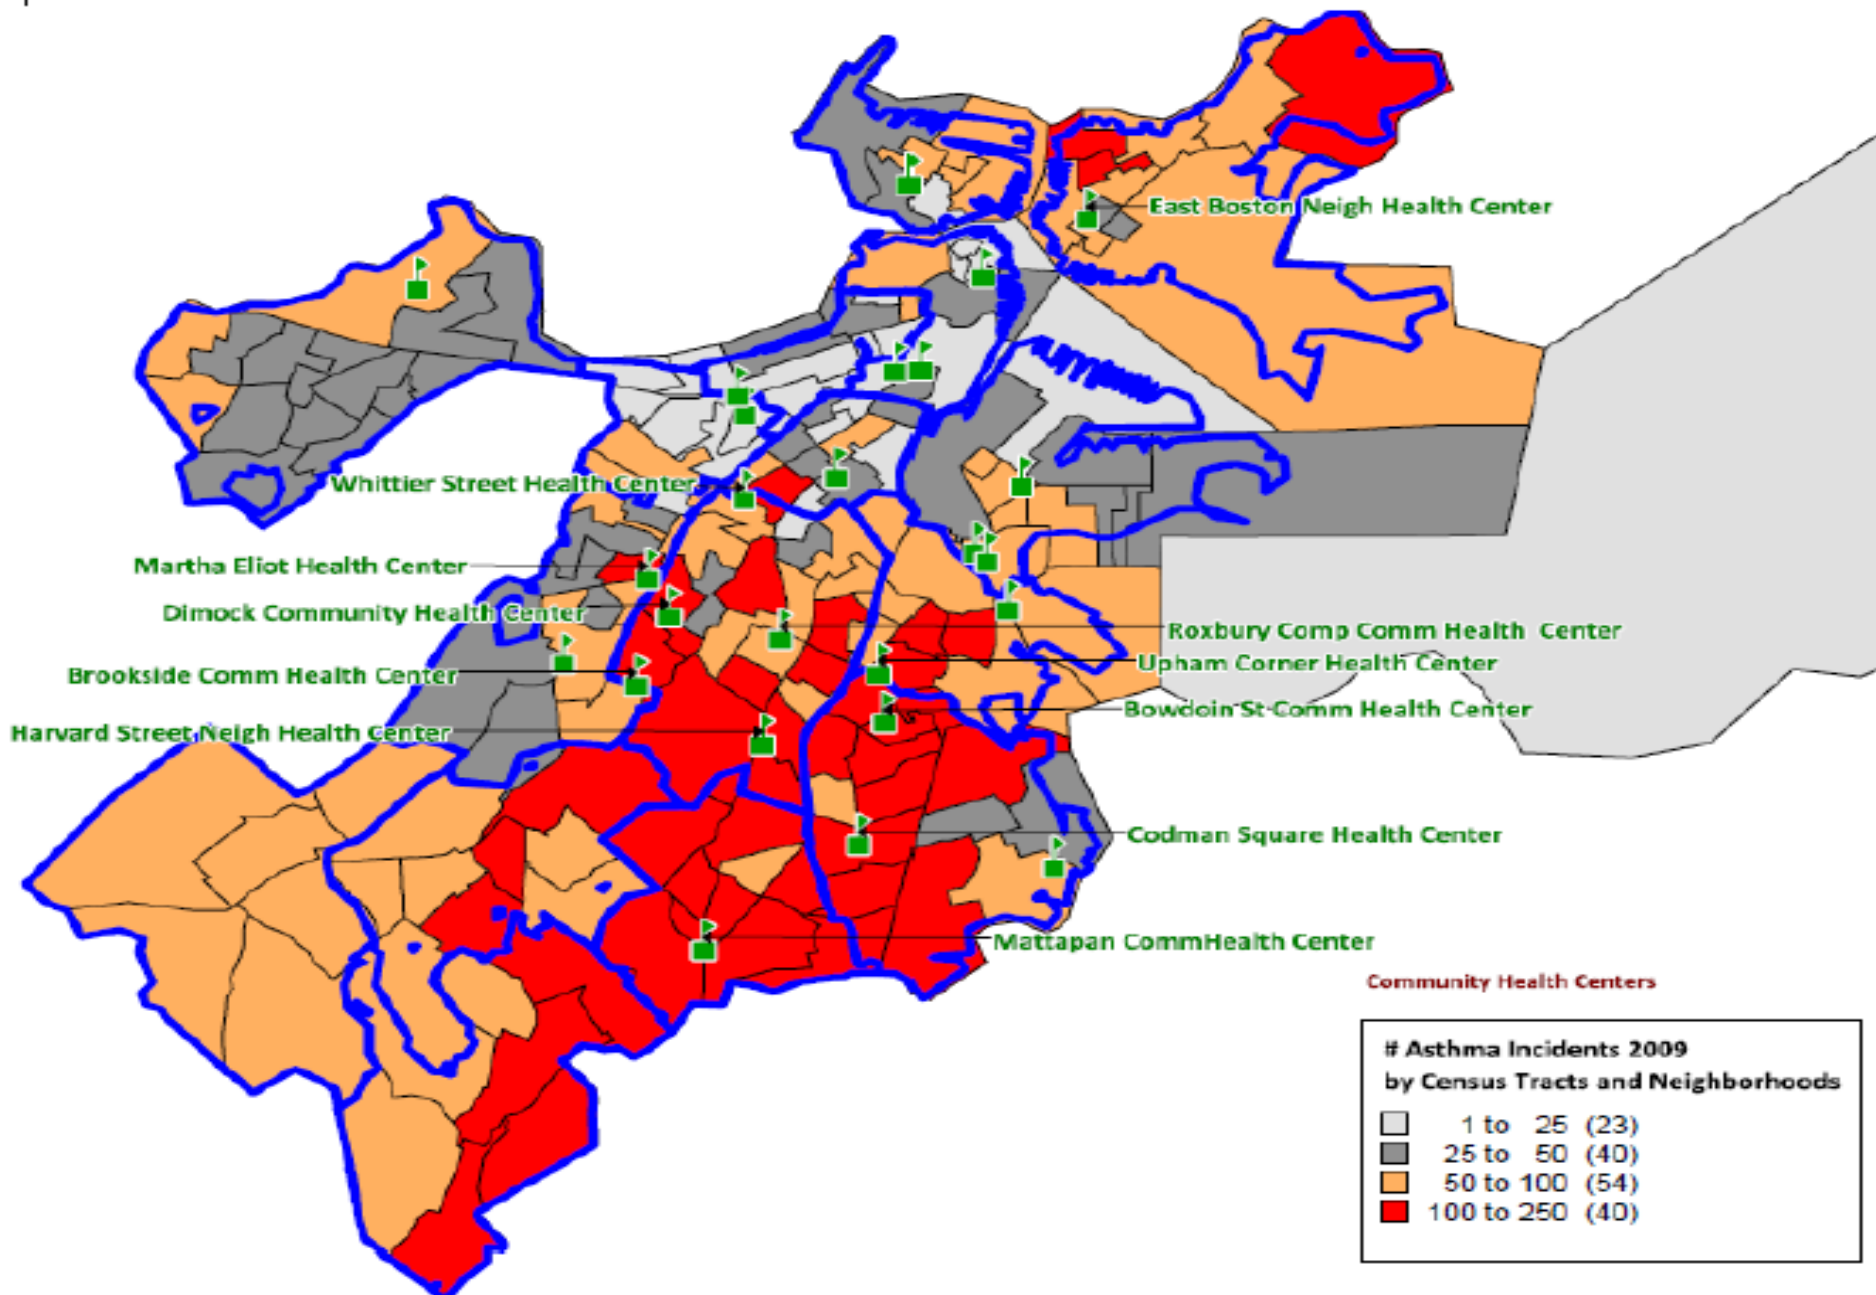 East Boston Neigh Health Center
Whittier Street Health Center
Martha Eliot Health Center
Dimock Community Health Center
Roxbury Comp Comm Health Center
Upham Corner Health Center
Brookside Comm Health Center
Bowdoin St Comm Health Center
Harvard Street Neigh Health Center
Codman Square Health Center
Mattapan CommHealth Center
Community Health Centers
# Asthma Incidents 2009
by Census Tracts and Neighborhoods
1 to 25 (23)
25 to 50 (40)
50 to 100 (54)
100 to 250 (40)